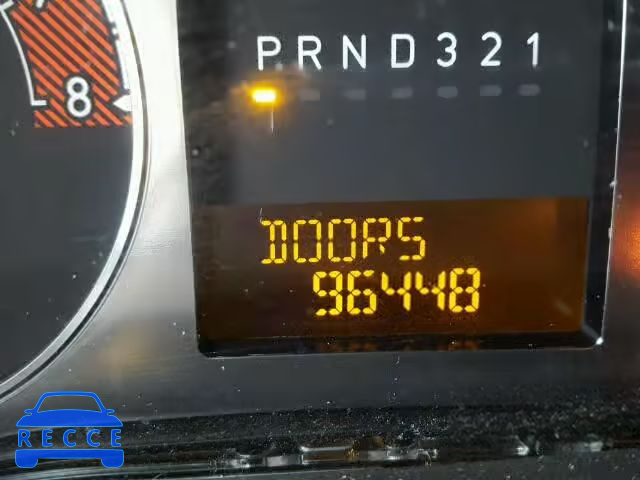 8
PRND321
DOORS
96448
RECCE